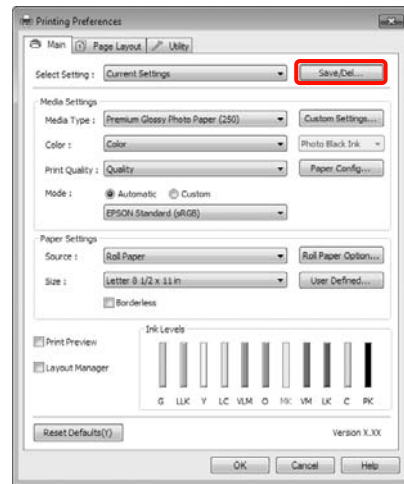 Printing Preferences
Main Page Layout Utility
Select Setting : Current Settings Save/Del...
Media Settings
Media Type : Premium Glossy Photo Paper (250) Custom Settings...
Color : Color Photo Black Ink
Print Quality : Quality Paper Config...
Mode : Automatic Custom
EPSON Standard (sRGB)
Paper Settings
Source : Roll Paper Roll Paper Option...
Size : Letter 8 1/2 x 11 in User Defined...
Borderless
Print Preview
Layout Manager
Ink Levels
G LLK Y LC VLM O MK VM LK C PK
Reset Defaults(Y) Version X.XX
OK Cancel Help